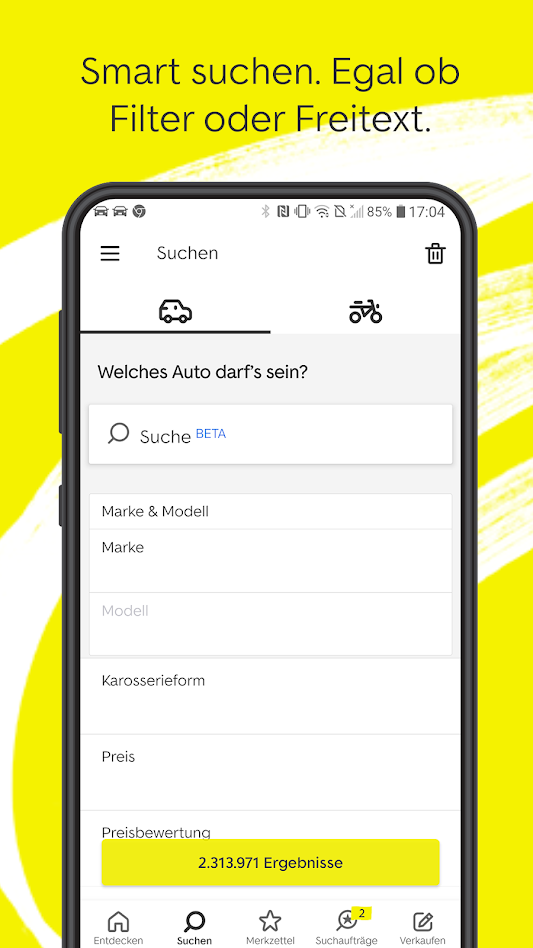 Smart suchen. Egal ob
Filter oder Freitext.
85% 17:04
Suchen
Welches Auto darf's sein?
Suche BETA
Marke & Modell
Marke
Modell
Karosserieform
Preis
Preisbewertung
2.313.971 Ergebnisse
2
Entdecken Suchen Merkzettel Suchaufträge Verkaufen